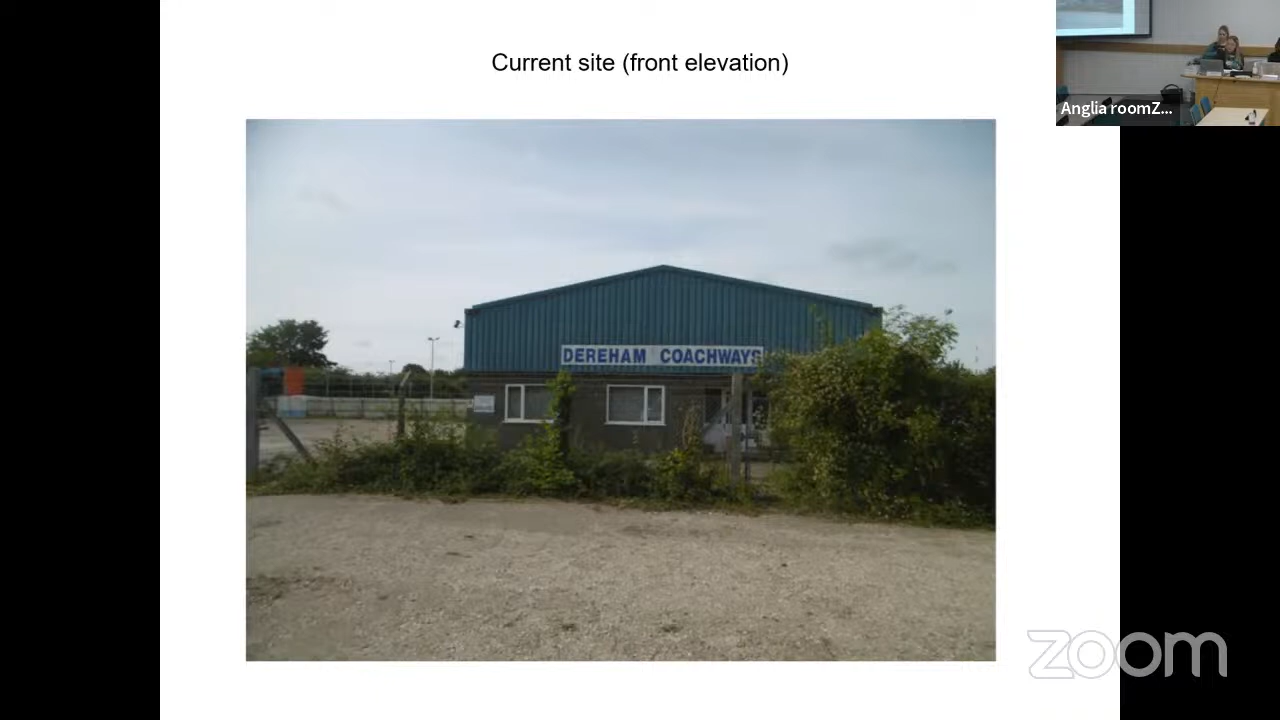 Current site (front elevation)
Anglia roomZ...
DEREHAM COACHWAYS
zoom